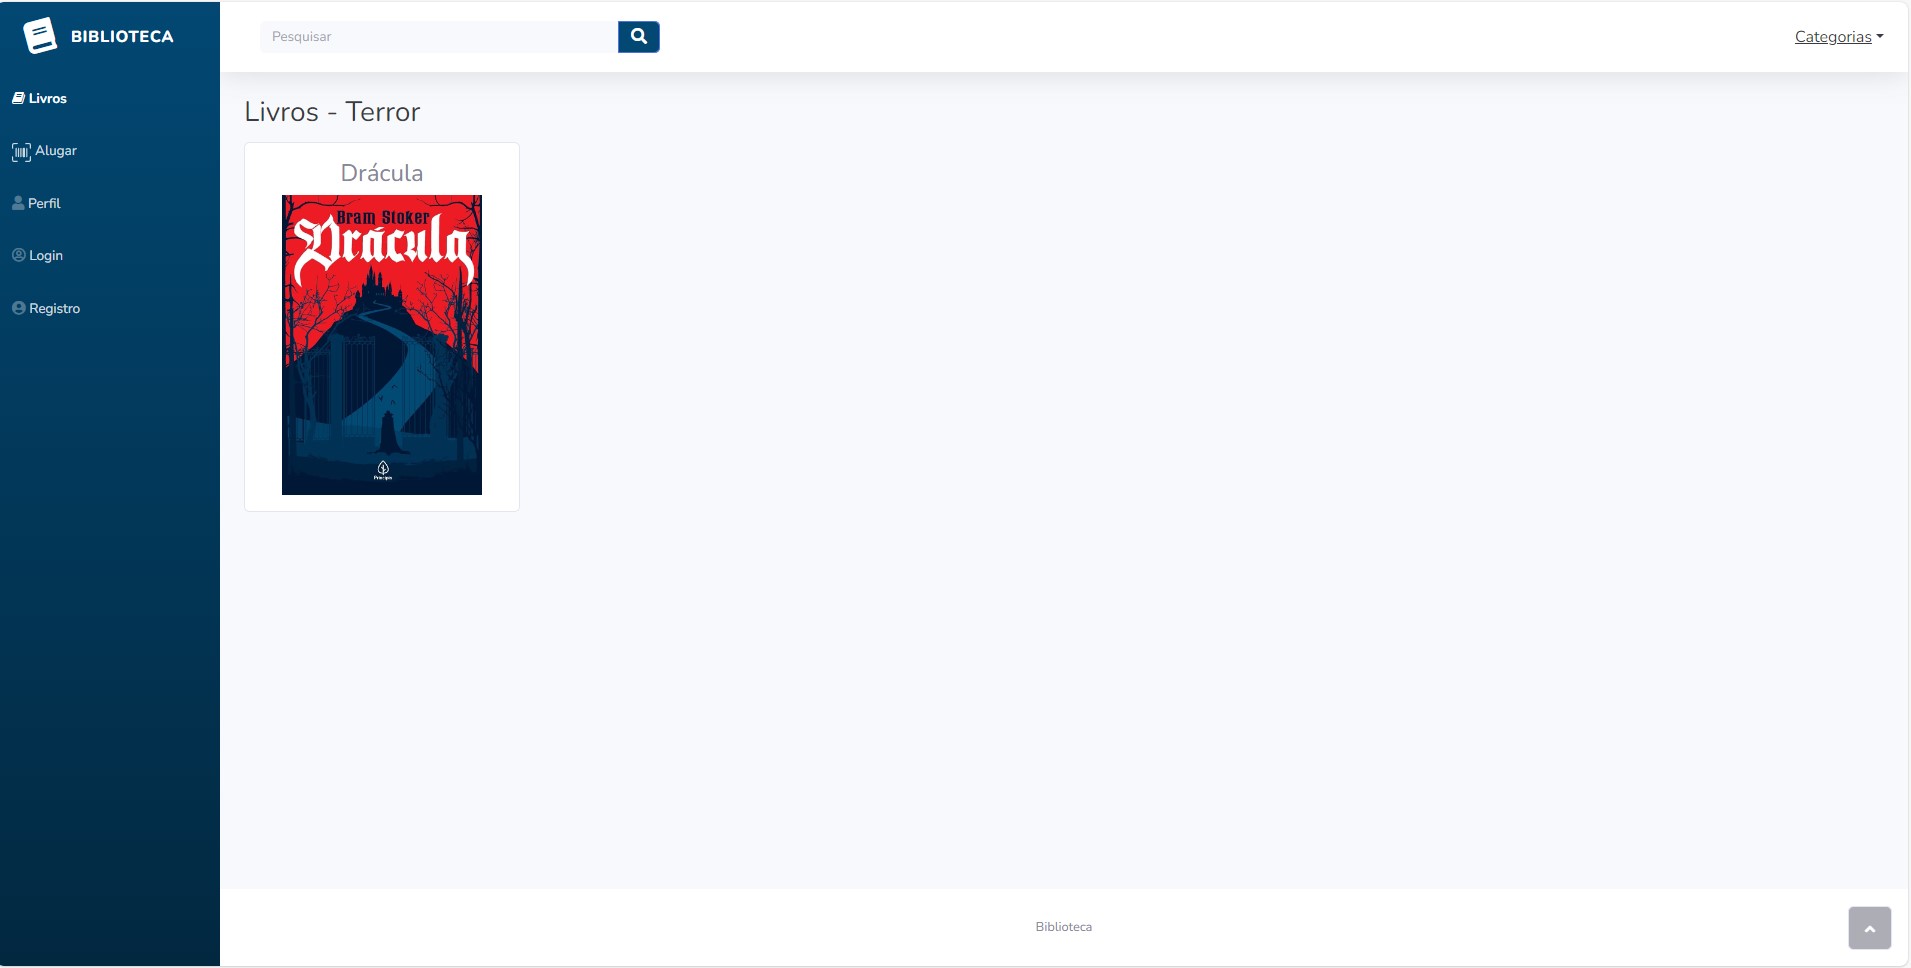 BIBLIOTECA
Livros
Alugar
Perfil
Login
Registro
Pesquisar
Categorias
Livros - Terror
Drácula
Bram Stoker
Drácula
Principis
Biblioteca